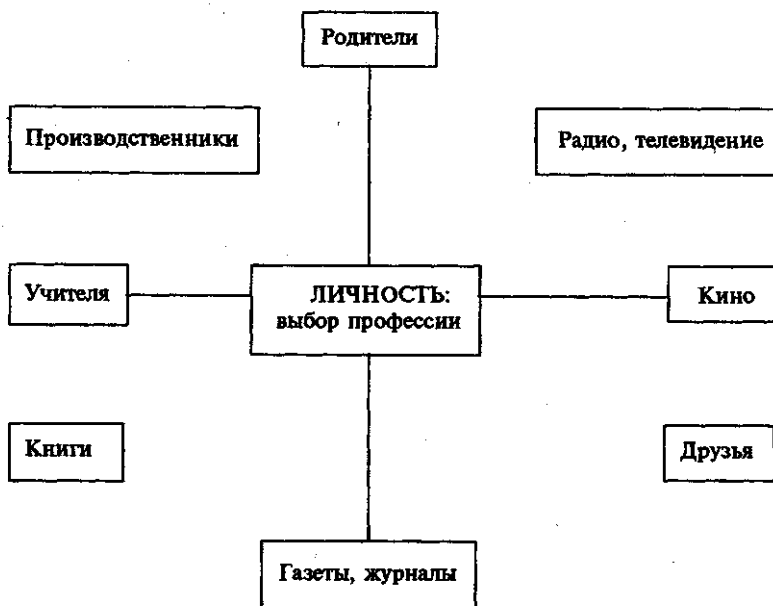 Родители
Производственники
Радио, телевидение
Учителя
ЛИЧНОСТЬ:
выбор профессии
Кино
Книги
Друзья
Газеты, журналы